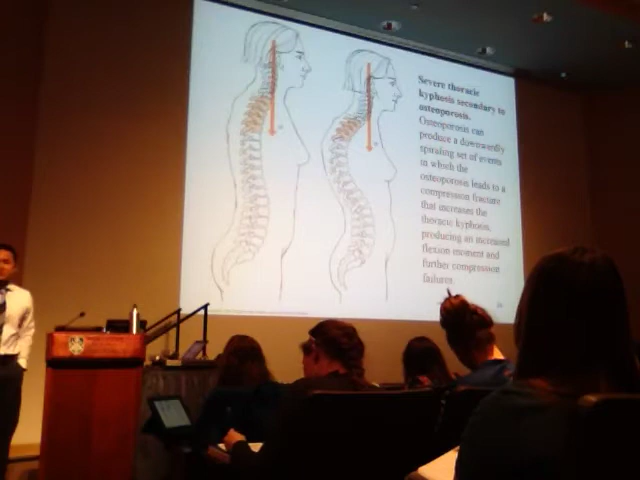 Severe thoracic
kyphosis secondary to
osteoporosis.
Osteoporosis can
produce a downwardly
spiraling set of events
in which the
osteoporosis leads to a
compression fracture
that increases the
thoracic kyphosis,
producing an increased
flexion moment and
further compression
failures.